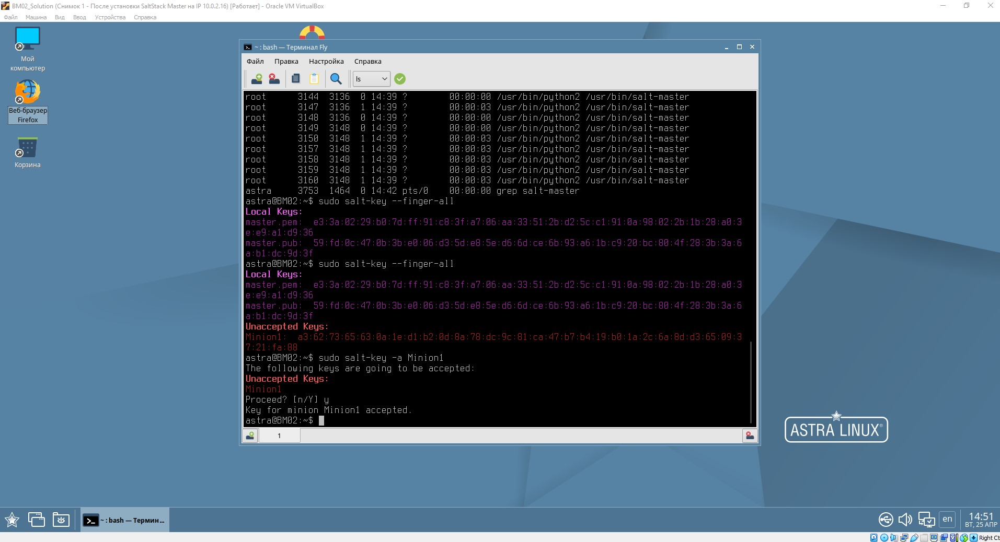 BM02_Solution (Снимок 1 - После установки SaltStack Master на IP 10.0.2.16) [Работает] - Oracle VM VirtualBox
Файл Машина Вид Ввод Устройства Справка
Мой компьютер
Веб-браузер Firefox
Корзина
~ : bash — Терминал Fly
Файл Правка Настройка Справка
ls
root      3144  3136  0 14:39 ?        00:00:00 /usr/bin/python2 /usr/bin/salt-master
root      3147  3136  1 14:39 ?        00:00:03 /usr/bin/python2 /usr/bin/salt-master
root      3148  3136  0 14:39 ?        00:00:00 /usr/bin/python2 /usr/bin/salt-master
root      3149  3148  0 14:39 ?        00:00:00 /usr/bin/python2 /usr/bin/salt-master
root      3150  3148  1 14:39 ?        00:00:03 /usr/bin/python2 /usr/bin/salt-master
root      3157  3148  1 14:39 ?        00:00:03 /usr/bin/python2 /usr/bin/salt-master
root      3158  3148  1 14:39 ?        00:00:03 /usr/bin/python2 /usr/bin/salt-master
root      3159  3148  1 14:39 ?        00:00:03 /usr/bin/python2 /usr/bin/salt-master
root      3160  3148  1 14:39 ?        00:00:03 /usr/bin/python2 /usr/bin/salt-master
astra     3753  1464  0 14:42 pts/0    00:00:00 grep salt-master
astra@BM02:~$ sudo salt-key --finger-all
Local Keys:
master.pem:  e3:3a:02:29:b0:7d:ff:91:c8:3f:a7:06:aa:33:51:2b:d2:5c:c1:91:0a:98:02:2b:1b:28:a0:3
e:e9:a1:d9:36
master.pub:  59:fd:0c:47:0b:3b:e0:06:d3:5d:e8:5e:d6:6d:ce:6b:93:a6:1b:c9:20:bc:80:4f:28:3b:3a:6
a:b1:dc:9d:3f
astra@BM02:~$ sudo salt-key --finger-all
Local Keys:
master.pem:  e3:3a:02:29:b0:7d:ff:91:c8:3f:a7:06:aa:33:51:2b:d2:5c:c1:91:0a:98:02:2b:1b:28:a0:3
e:e9:a1:d9:36
master.pub:  59:fd:0c:47:0b:3b:e0:06:d3:5d:e8:5e:d6:6d:ce:6b:93:a6:1b:c9:20:bc:80:4f:28:3b:3a:6
a:b1:dc:9d:3f
Unaccepted Keys:
Minion1:  a3:62:73:65:63:0a:1e:d1:b2:0d:8a:78:dc:9c:81:ca:47:b7:b4:19:b0:1a:2c:6a:8d:d3:65:09:3
7:21:fa:88
astra@BM02:~$ sudo salt-key -a Minion1
The following keys are going to be accepted:
Unaccepted Keys:
Minion1
Proceed? [n/Y] y
Key for minion Minion1 accepted.
astra@BM02:~$
1
ASTRA LINUX®
~ : bash — Термин...
en
14:51
ВТ, 25 АПР
Right Ct